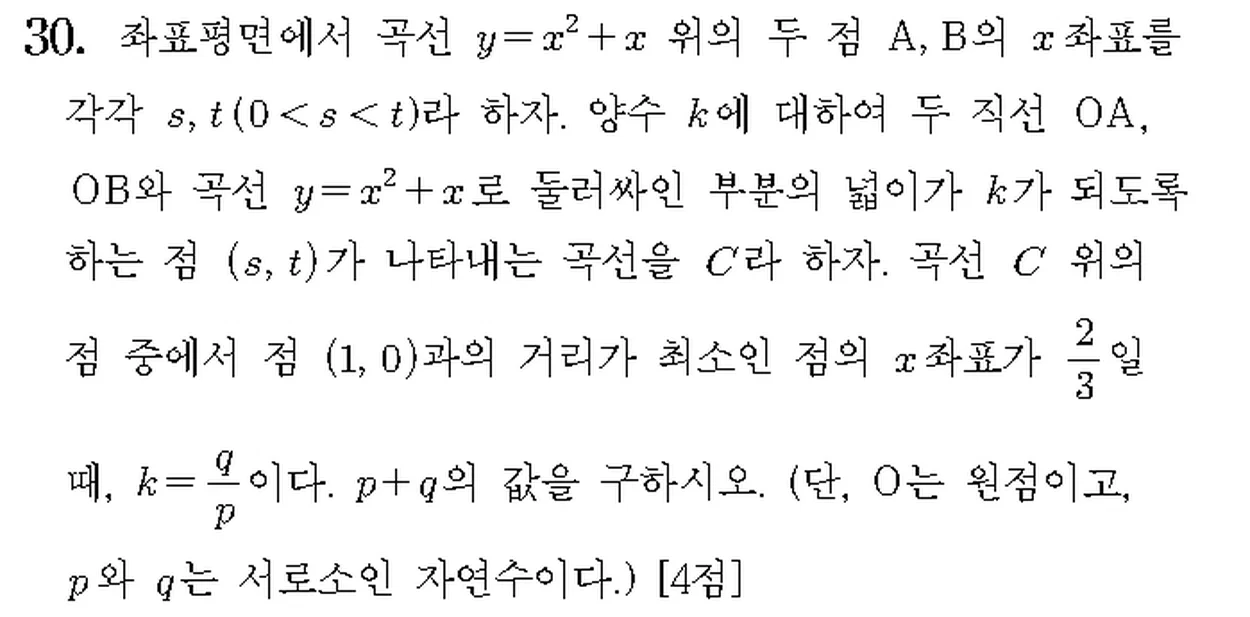 30. 좌표평면에서 곡선 y=x²+x 위의 두 점 A, B의 x좌표를
각각 s, t(0<s<t)라 하자. 양수 k에 대하여 두 직선 OA,
OB와 곡선 y=x²+x로 둘러싸인 부분의 넓이가 k가 되도록
하는 점 (s, t)가 나타내는 곡선을 C라 하자. 곡선 C 위의
점 중에서 점 (1, 0)과의 거리가 최소인 점의 x좌표가 2/3일
때, k=q/p이다. p+q의 값을 구하시오. (단, O는 원점이고,
p와 q는 서로소인 자연수이다.) [4점]